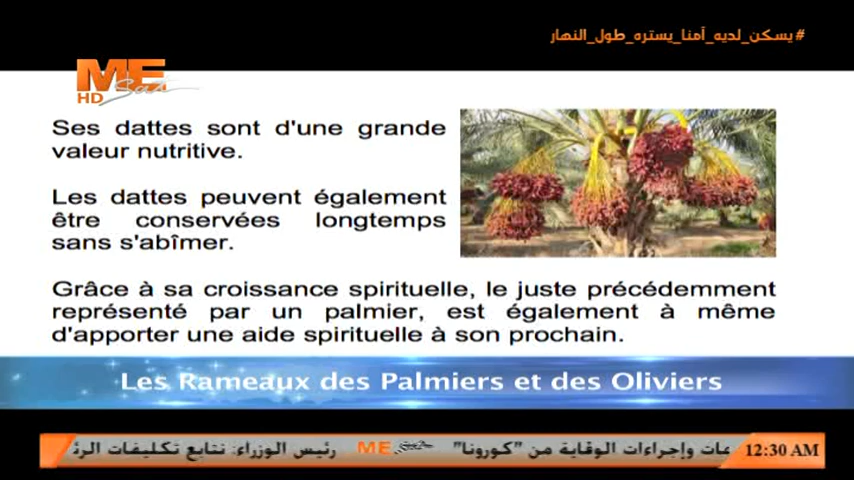 #يسكن_لديه_آمنا_يستره_طول_النهار
ME Sat
HD
Ses dattes sont d'une grande
valeur nutritive.
Les dattes peuvent également
être conservées longtemps
sans s'abîmer.
Grâce à sa croissance spirituelle, le juste précédemment
représenté par un palmier, est également à même
d'apporter une aide spirituelle à son prochain.
Les Rameaux des Palmiers et des Oliviers
عات وإجراءات الوقاية من "كورونا" ME Sat رئيس الوزراء: نتابع تكليفات الرئ
12:30 AM